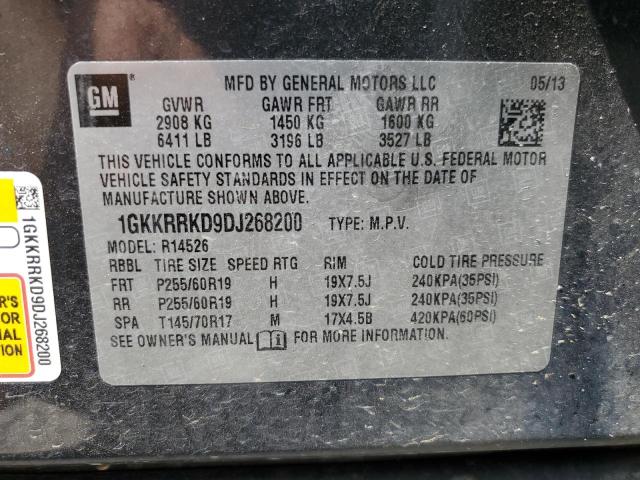 GM
MFD BY GENERAL MOTORS LLC 05/13
GVWR GAWR FRT GAWR RR
2908 KG 1450 KG 1600 KG
6411 LB 3196 LB 3527 LB
THIS VEHICLE CONFORMS TO ALL APPLICABLE U.S. FEDERAL MOTOR
VEHICLE SAFETY STANDARDS IN EFFECT ON THE DATE OF
MANUFACTURE SHOWN ABOVE.
1GKKRRKD9DJ268200 TYPE: M.P.V.
MODEL: R14526
RBBL TIRE SIZE SPEED RTG RIM COLD TIRE PRESSURE
FRT P255/60R19 H 19X7.5J 240KPA(35PSI)
RR P255/60R19 H 19X7.5J 240KPA(35PSI)
SPA T145/70R17 M 17X4.5B 420KPA(60PSI)
SEE OWNER'S MANUAL FOR MORE INFORMATION.
1GKKRRKD9DJ268200